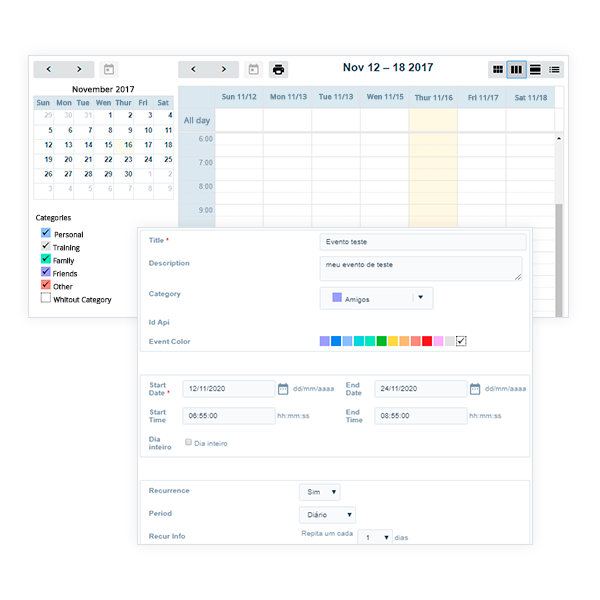 Nov 12 – 18 2017
November 2017
Sun Mon Tue Wen Thur Fri Sat
29 30 31 1 2 3 4
5 6 7 8 9 10 11
12 13 14 15 16 17 18
19 20 21 22 23 24 25
26 27 28 29 30 1 2
3 4 5 6 7 8 9
Categories
Personal
Training
Family
Friends
Other
Whitout Category
Sun 11/12 Mon 11/13 Tue 11/13 Wen 11/15 Thur 11/16 Fri 11/17 Sat 11/18
All day
6:00
7:00
8:00
9:00
Title * Evento teste
Description meu evento de teste
Category Amigos
Id Api
Event Color
Start Date * 12/11/2020 dd/mm/aaaa End Date 24/11/2020 dd/mm/aaaa
Start Time 06:55:00 hh:mm:ss End Time 08:55:00 hh:mm:ss
Dia inteiro Dia inteiro
Recurrence Sim
Period Diário
Recur Info Repita um cada 1 dias